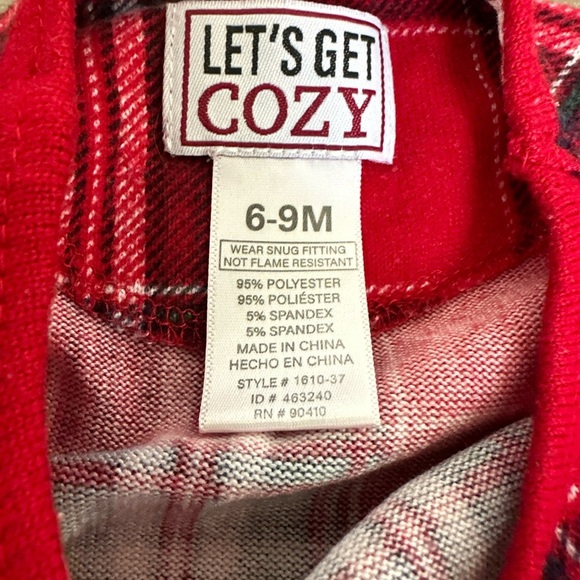 LET'S GET
COZY
6-9M
WEAR SNUG FITTING
NOT FLAME RESISTANT
95% POLYESTER
95% POLIÉSTER
5% SPANDEX
5% SPANDEX
MADE IN CHINA
HECHO EN CHINA
STYLE # 1610-37
ID # 463240
RN # 90410